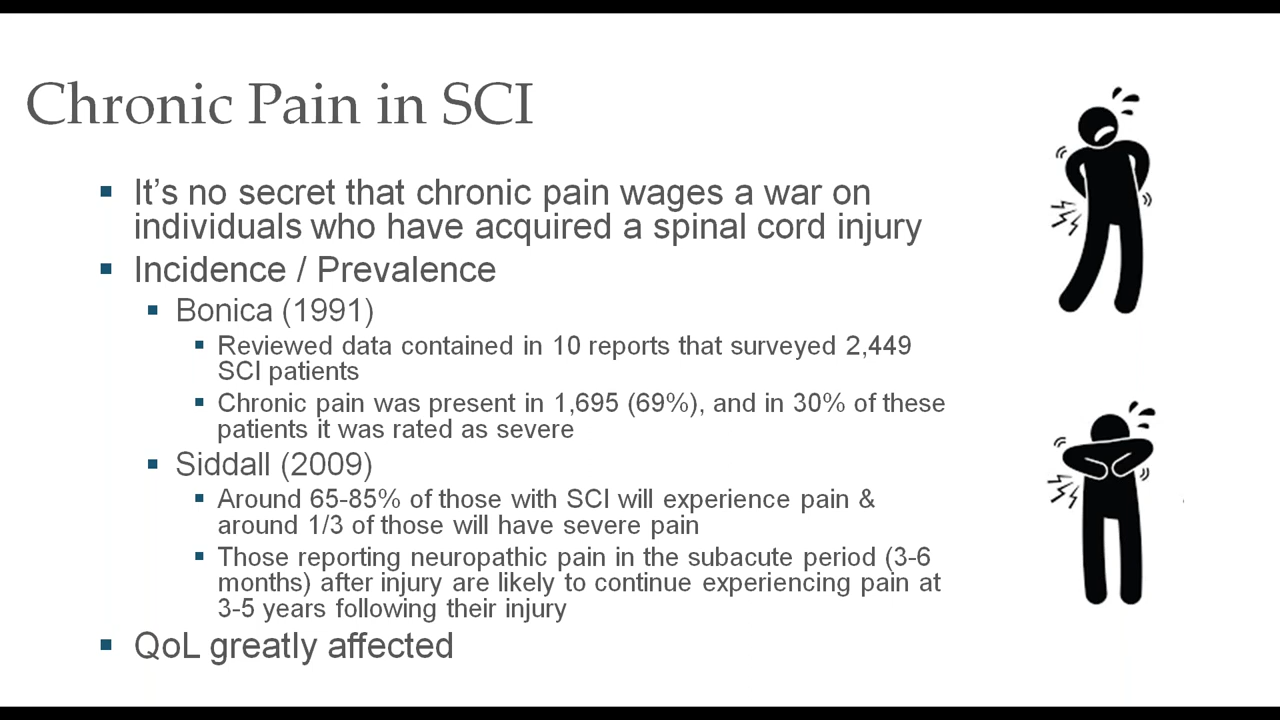 Chronic Pain in SCI
It’s no secret that chronic pain wages a war on
individuals who have acquired a spinal cord injury
Incidence / Prevalence
Bonica (1991)
Reviewed data contained in 10 reports that surveyed 2,449
SCI patients
Chronic pain was present in 1,695 (69%), and in 30% of these
patients it was rated as severe
Siddall (2009)
Around 65-85% of those with SCI will experience pain &
around 1/3 of those will have severe pain
Those reporting neuropathic pain in the subacute period (3-6
months) after injury are likely to continue experiencing pain at
3-5 years following their injury
QoL greatly affected